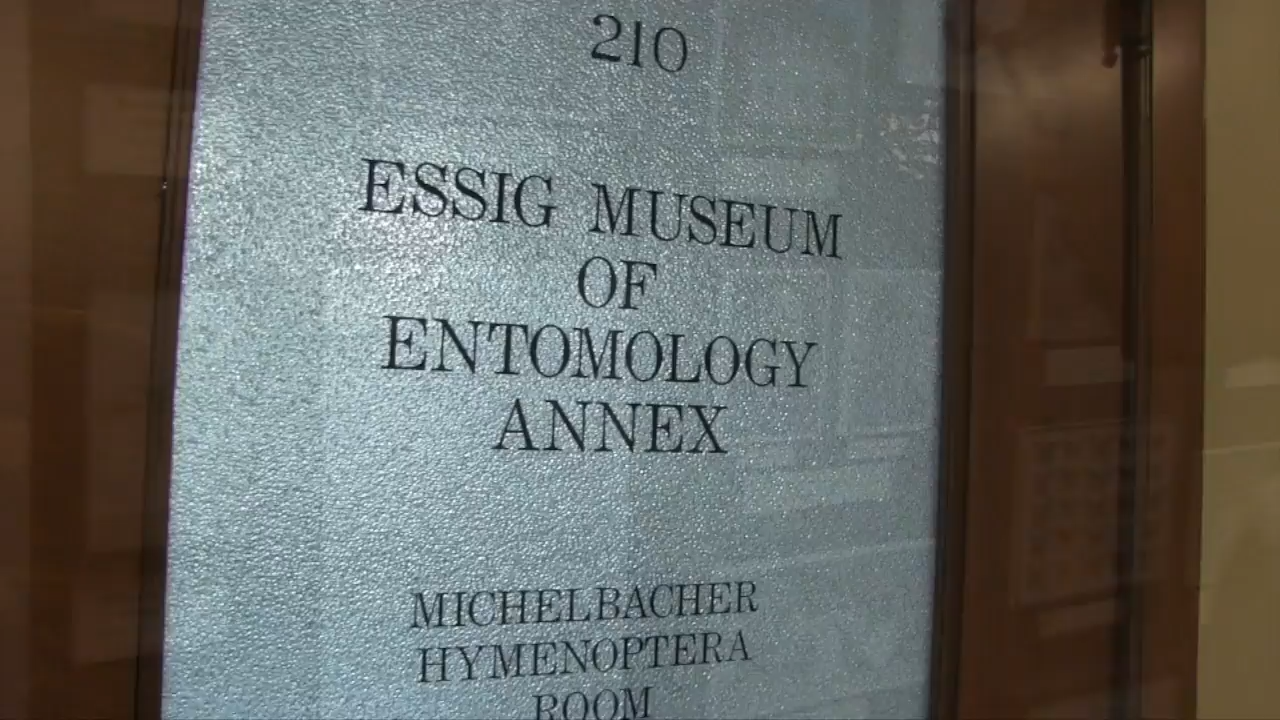 210
ESSIG MUSEUM
OF
ENTOMOLOGY
ANNEX
MICHELBACHER
HYMENOPTERA
ROOM